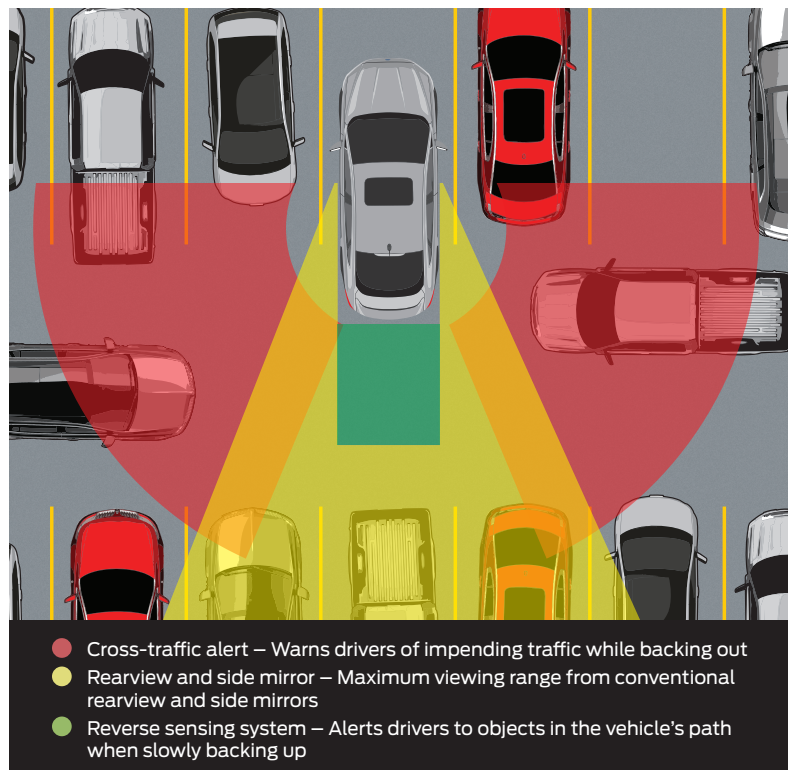 Cross-traffic alert – Warns drivers of impending traffic while backing out
Rearview and side mirror – Maximum viewing range from conventional
rearview and side mirrors
Reverse sensing system – Alerts drivers to objects in the vehicle's path
when slowly backing up